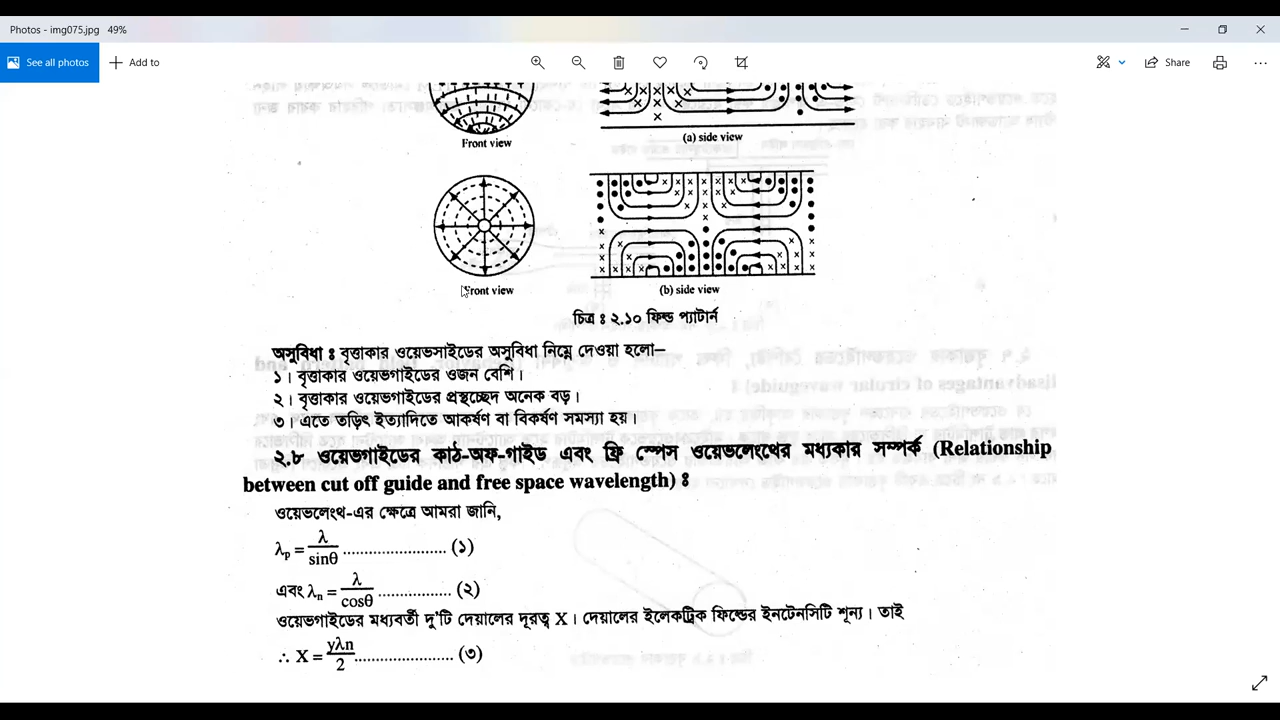 Photos - img075.jpg 49%
See all photos
Add to
Share
Front view
(a) side view
Front view
(b) side view
চিত্র ঃ ২.১০ ফিল্ড প্যাটার্ন
অসুবিধা ঃ বৃত্তাকার ওয়েভসাইডের অসুবিধা নিম্নে দেওয়া হলো–
১। বৃত্তাকার ওয়েভগাইডের ওজন বেশি।
২। বৃত্তাকার ওয়েভগাইডের প্রস্থচ্ছেদ অনেক বড়।
৩। এতে তড়িৎ ইত্যাদিতে আকর্ষণ বা বিকর্ষণ সমস্যা হয়।
২.৮ ওয়েভগাইডের কাঠ-অফ-গাইড এবং ফ্রি স্পেস ওয়েভলেংথের মধ্যকার সম্পর্ক (Relationship
between cut off guide and free space wavelength) ঃ
ওয়েভলেংথ-এর ক্ষেত্রে আমরা জানি,
λp = λ/sinθ ....................... (১)
এবং λn = λ/cosθ ................ (২)
ওয়েভগাইডের মধ্যবর্তী দু'টি দেয়ালের দূরত্ব X। দেয়ালের ইলেকট্রিক ফিল্ডের ইনটেনসিটি শূন্য। তাই
∴ X = yλn/2 ...................... (৩)